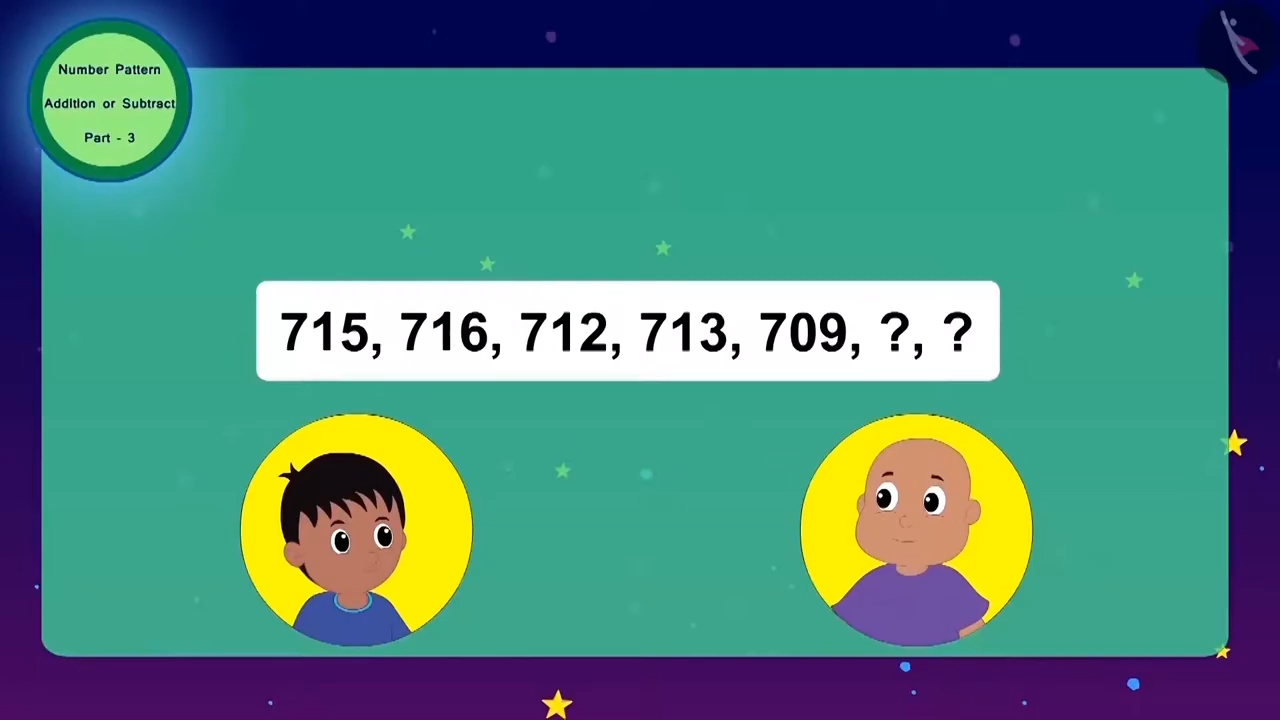 Number Pattern
Addition or Subtract
Part - 3
715, 716, 712, 713, 709, ?, ?